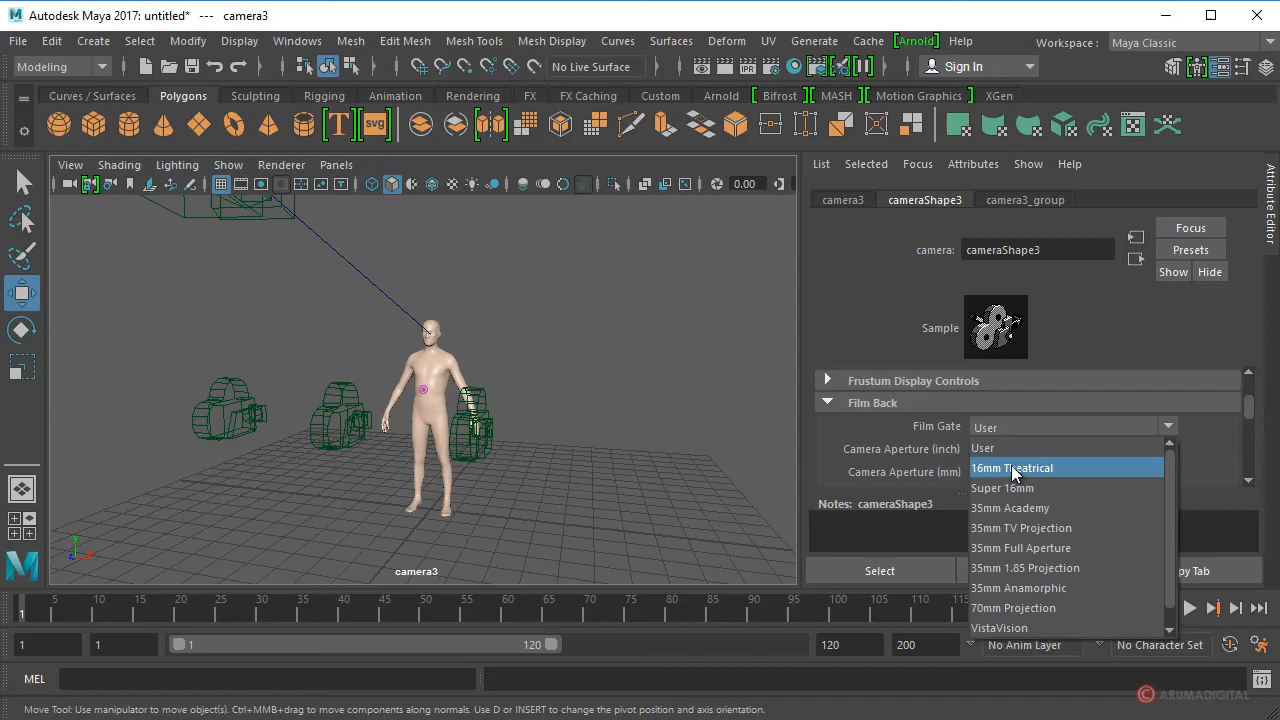 Autodesk Maya 2017: untitled* --- camera3
File Edit Create Select Modify Display Windows Mesh Edit Mesh Mesh Tools Mesh Display Curves Surfaces Deform UV Generate Cache [Arnold] Help Workspace : Maya Classic
Modeling No Live Surface IPR Sign In
Curves / Surfaces Polygons Sculpting Rigging Animation Rendering FX FX Caching Custom Arnold [ Bifrost ] [ MASH ] [ Motion Graphics ] XGen
T svg
View Shading Lighting Show Renderer Panels
0.00
List Selected Focus Attributes Show Help
camera3 cameraShape3 camera3_group
Attribute Editor
Focus
camera: cameraShape3 Presets
Show Hide
Sample
Frustum Display Controls
Film Back
Film Gate User
Camera Aperture (inch) User
Camera Aperture (mm) 16mm Theatrical
Super 16mm
Notes: cameraShape3
35mm Academy
35mm TV Projection
35mm Full Aperture
Select 35mm 1.85 Projection py Tab
35mm Anamorphic
70mm Projection
VistaVision
y
z x
camera3
1 5 10 15 20 25 30 35 40 45 50 55 60 65 70 75 80 85 90 95 100 105 110 115
1 1 1 120 120 200 No Anim Layer No Character Set
MEL
© ARUMADIGITAL
Move Tool: Use manipulator to move object(s). Ctrl+MMB+drag to move components along normals. Use D or INSERT to change the pivot position and axis orientation.